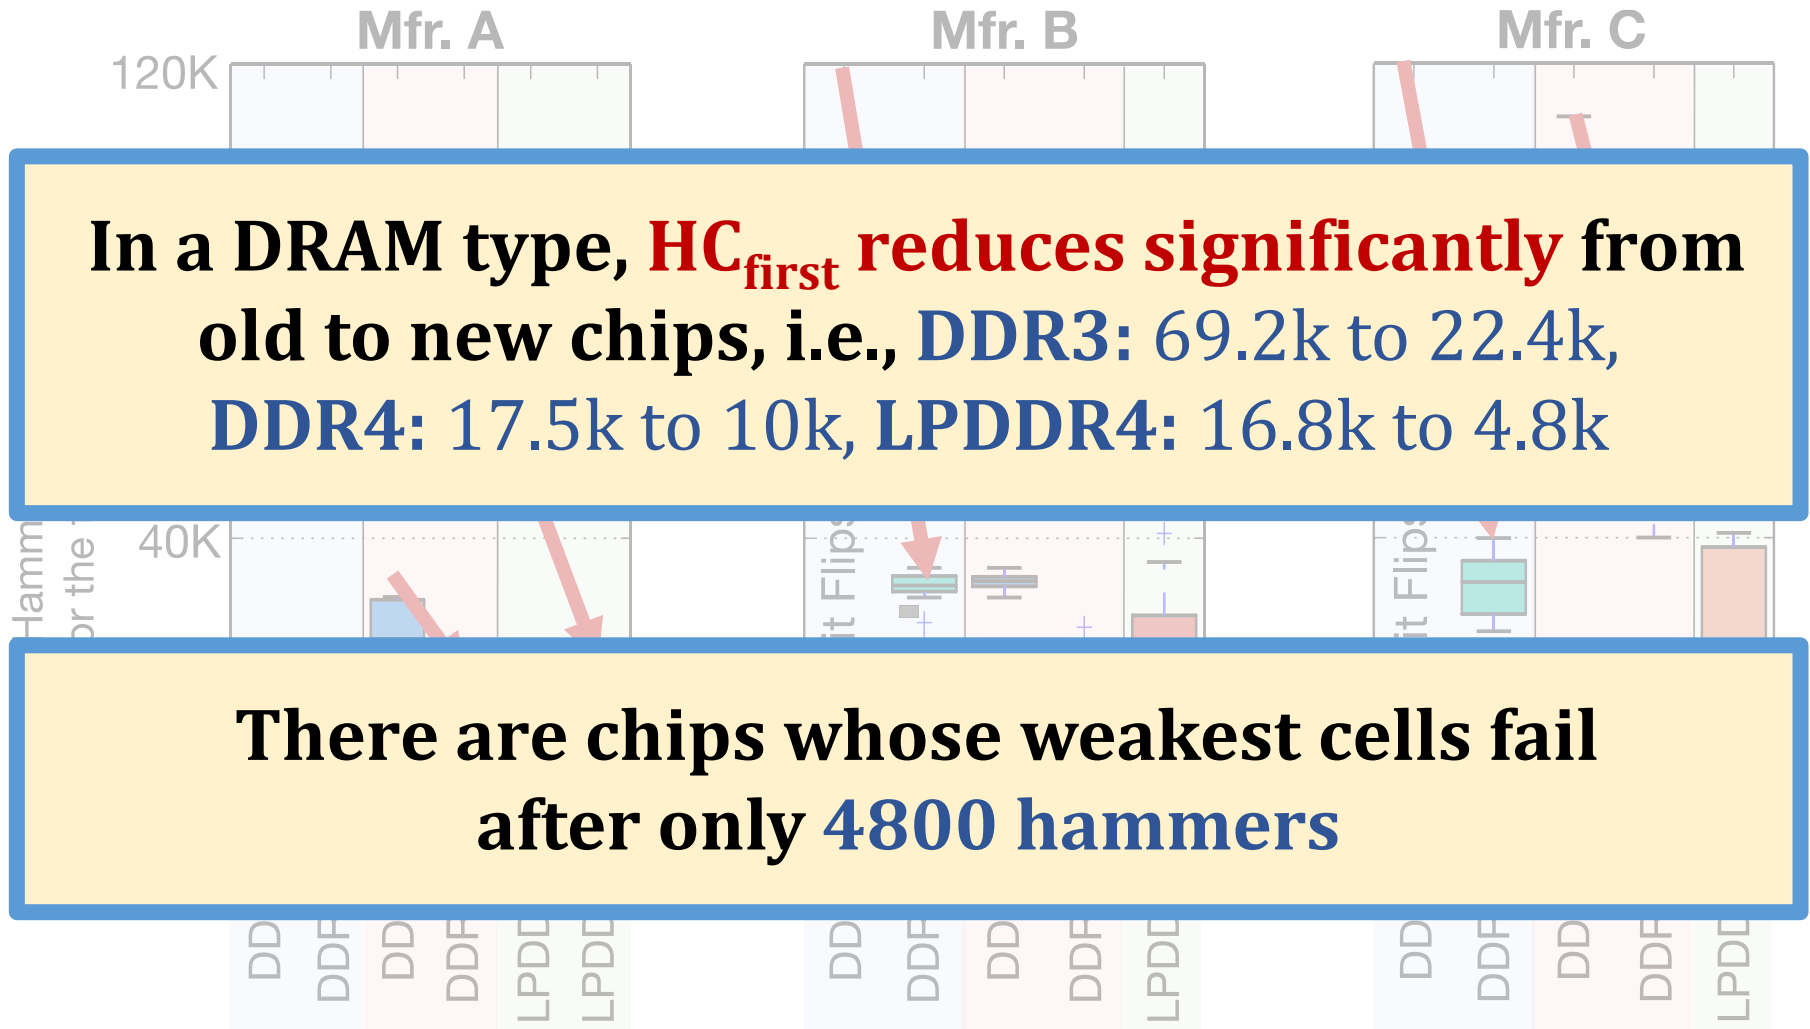 Mfr. A
Mfr. B
Mfr. C
120K
In a DRAM type, HCfirst reduces significantly from
old to new chips, i.e., DDR3: 69.2k to 22.4k,
DDR4: 17.5k to 10k, LPDDR4: 16.8k to 4.8k
40K
or the
There are chips whose weakest cells fail
after only 4800 hammers